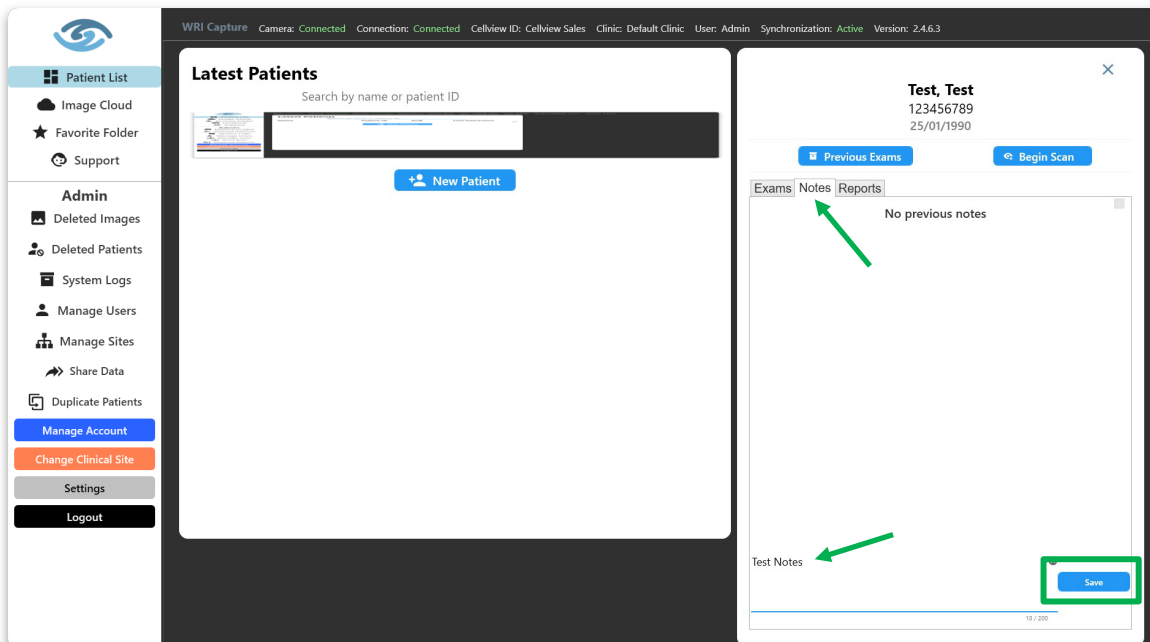 WRI Capture Camera: Connected Connection: Connected Cellview ID: Cellview Sales Clinic: Default Clinic User: Admin Synchronization: Active Version: 2.4.6.3
Patient List
Image Cloud
Favorite Folder
Support
Admin
Deleted Images
Deleted Patients
System Logs
Manage Users
Manage Sites
Share Data
Duplicate Patients
Manage Account
Change Clinical Site
Settings
Logout
Latest Patients
Search by name or patient ID
New Patient
Test, Test
123456789
25/01/1990
Previous Exams Begin Scan
Exams Notes Reports
No previous notes
Test Notes
Save
10 / 200